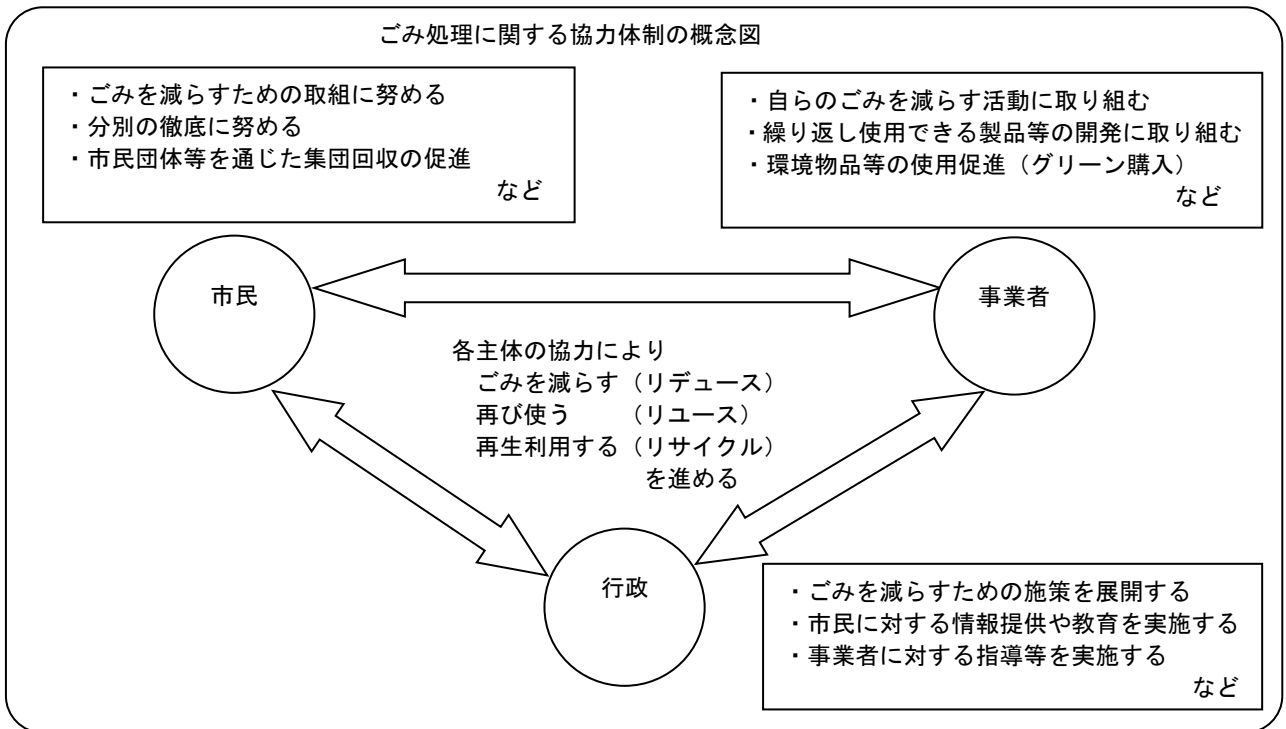 ごみ処理に関する協力体制の概念図
・ごみを減らすための取組に努める
・分別の徹底に努める
・市民団体等を通じた集団回収の促進
など
・自らのごみを減らす活動に取り組む
・繰り返し使用できる製品等の開発に取り組む
・環境物品等の使用促進（グリーン購入）
など
市民
事業者
各主体の協力により
ごみを減らす（リデュース）
再び使う　　（リユース）
再生利用する（リサイクル）
を進める
行政
・ごみを減らすための施策を展開する
・市民に対する情報提供や教育を実施する
・事業者に対する指導等を実施する
など